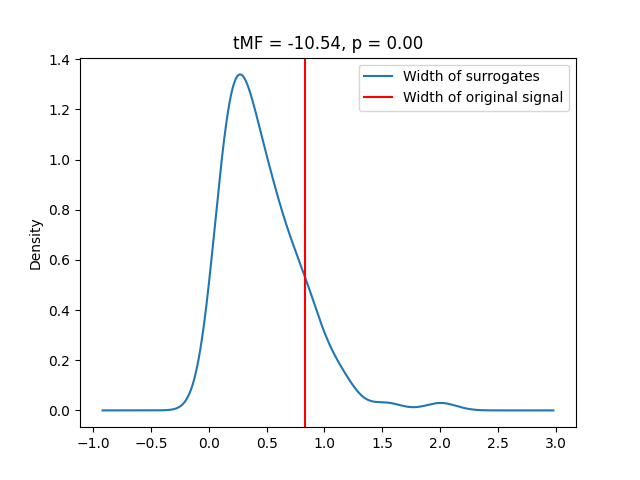 tMF = -10.54, p = 0.00
Width of surrogates
Width of original signal
Density
1.4
1.2
1.0
0.8
0.6
0.4
0.2
0.0
−1.0 −0.5 0.0 0.5 1.0 1.5 2.0 2.5 3.0